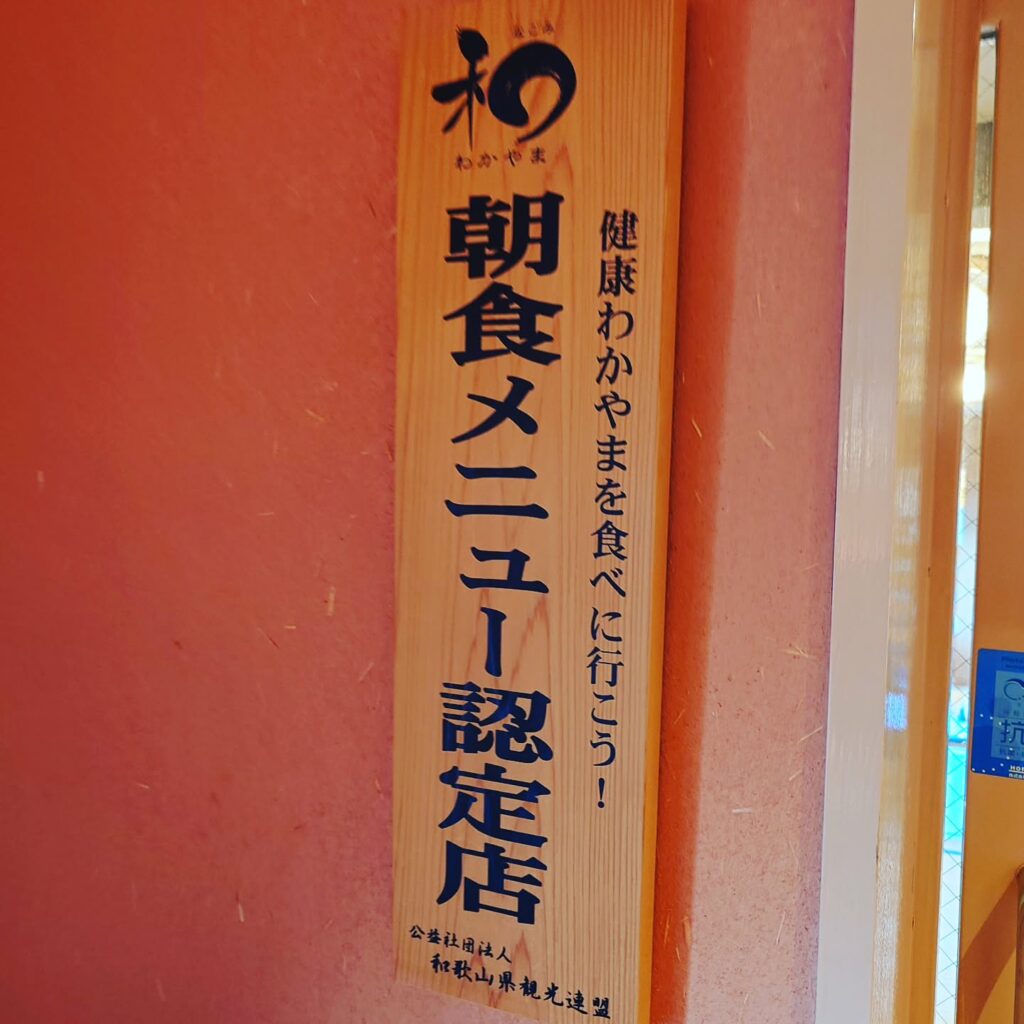 和
わかやま
健康わかやまを食べに行こう！
朝食メニュー認定店
公益社団法人
和歌山県観光連盟
抗